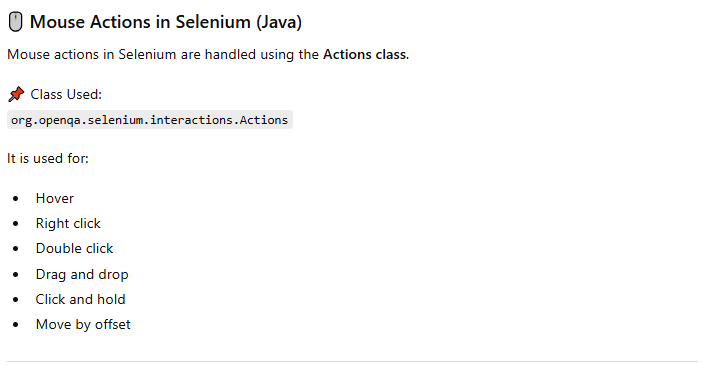 Mouse Actions in Selenium (Java)
Mouse actions in Selenium are handled using the Actions class.
Class Used:
org.openqa.selenium.interactions.Actions
It is used for:
Hover
Right click
Double click
Drag and drop
Click and hold
Move by offset